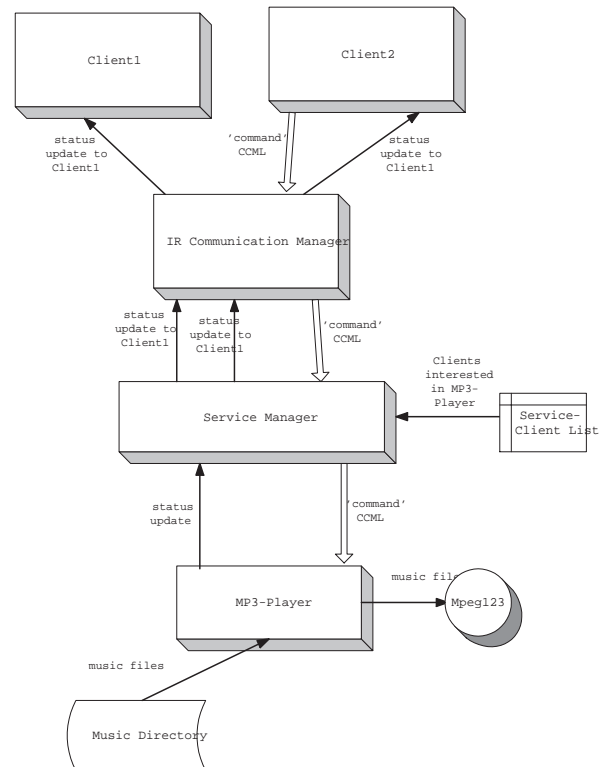 Client1
Client2
status
update to
Client1
'command'
CCML
status
update to
Client1
IR Communication Manager
status
update to
Client1
status
update to
Client1
'command'
CCML
Clients
interested
in MP3-
Player
Service Manager
Service-
Client List
status
update
'command'
CCML
MP3-Player
music file
Mpeg123
music files
Music Directory